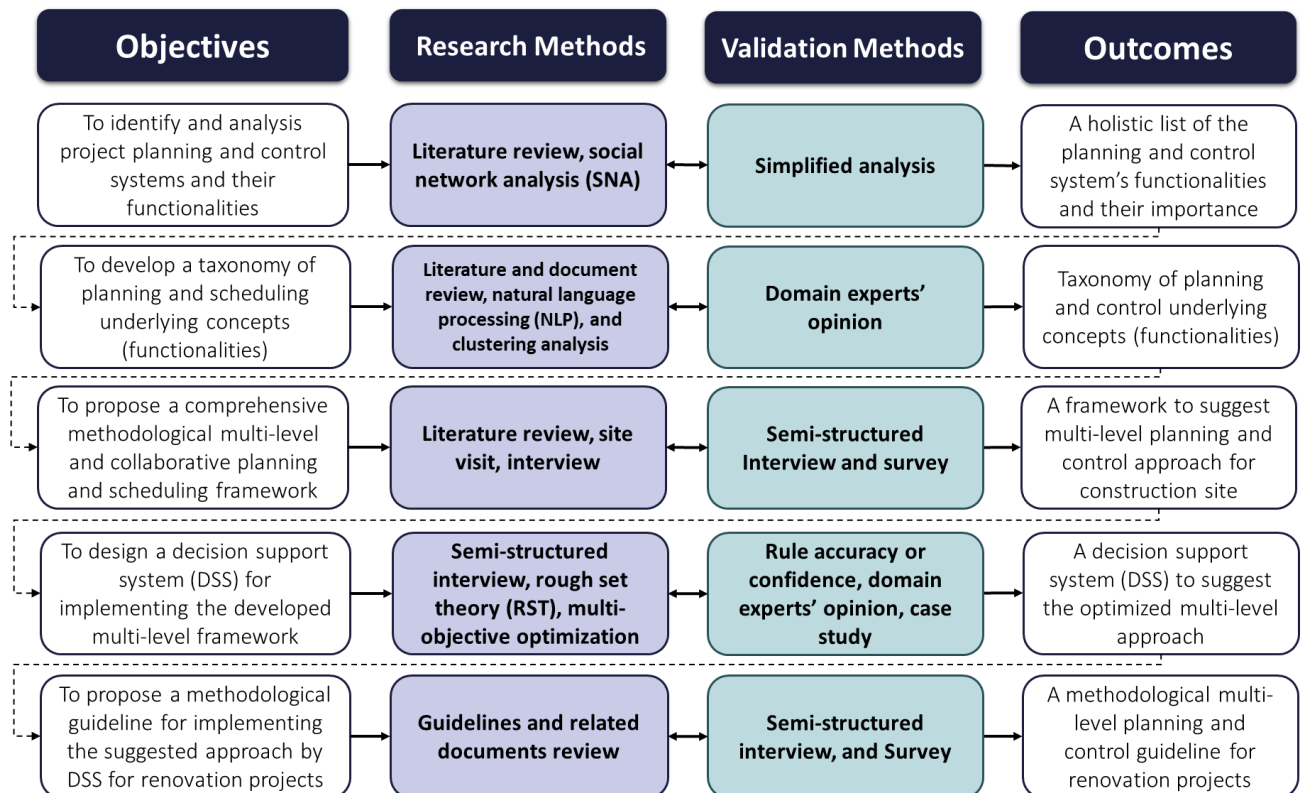 Objectives
Research Methods
Validation Methods
Outcomes
To identify and analysis
project planning and control
systems and their
functionalities
Literature review, social
network analysis (SNA)
Simplified analysis
A holistic list of the
planning and control
system's functionalities
and their importance
To develop a taxonomy of
planning and scheduling
underlying concepts
(functionalities)
Literature and document
review, natural language
processing (NLP), and
clustering analysis
Domain experts'
opinion
Taxonomy of planning
and control underlying
concepts (functionalities)
To propose a comprehensive
methodological multi-level
and collaborative planning
and scheduling framework
Literature review, site
visit, interview
Semi-structured
Interview and survey
A framework to suggest
multi-level planning and
control approach for
construction site
To design a decision support
system (DSS) for
implementing the developed
multi-level framework
Semi-structured
interview, rough set
theory (RST), multi-
objective optimization
Rule accuracy or
confidence, domain
experts' opinion, case
study
A decision support
system (DSS) to suggest
the optimized multi-level
approach
To propose a methodological
guideline for implementing
the suggested approach by
DSS for renovation projects
Guidelines and related
documents review
Semi-structured
interview, and Survey
A methodological multi-
level planning and
control guideline for
renovation projects